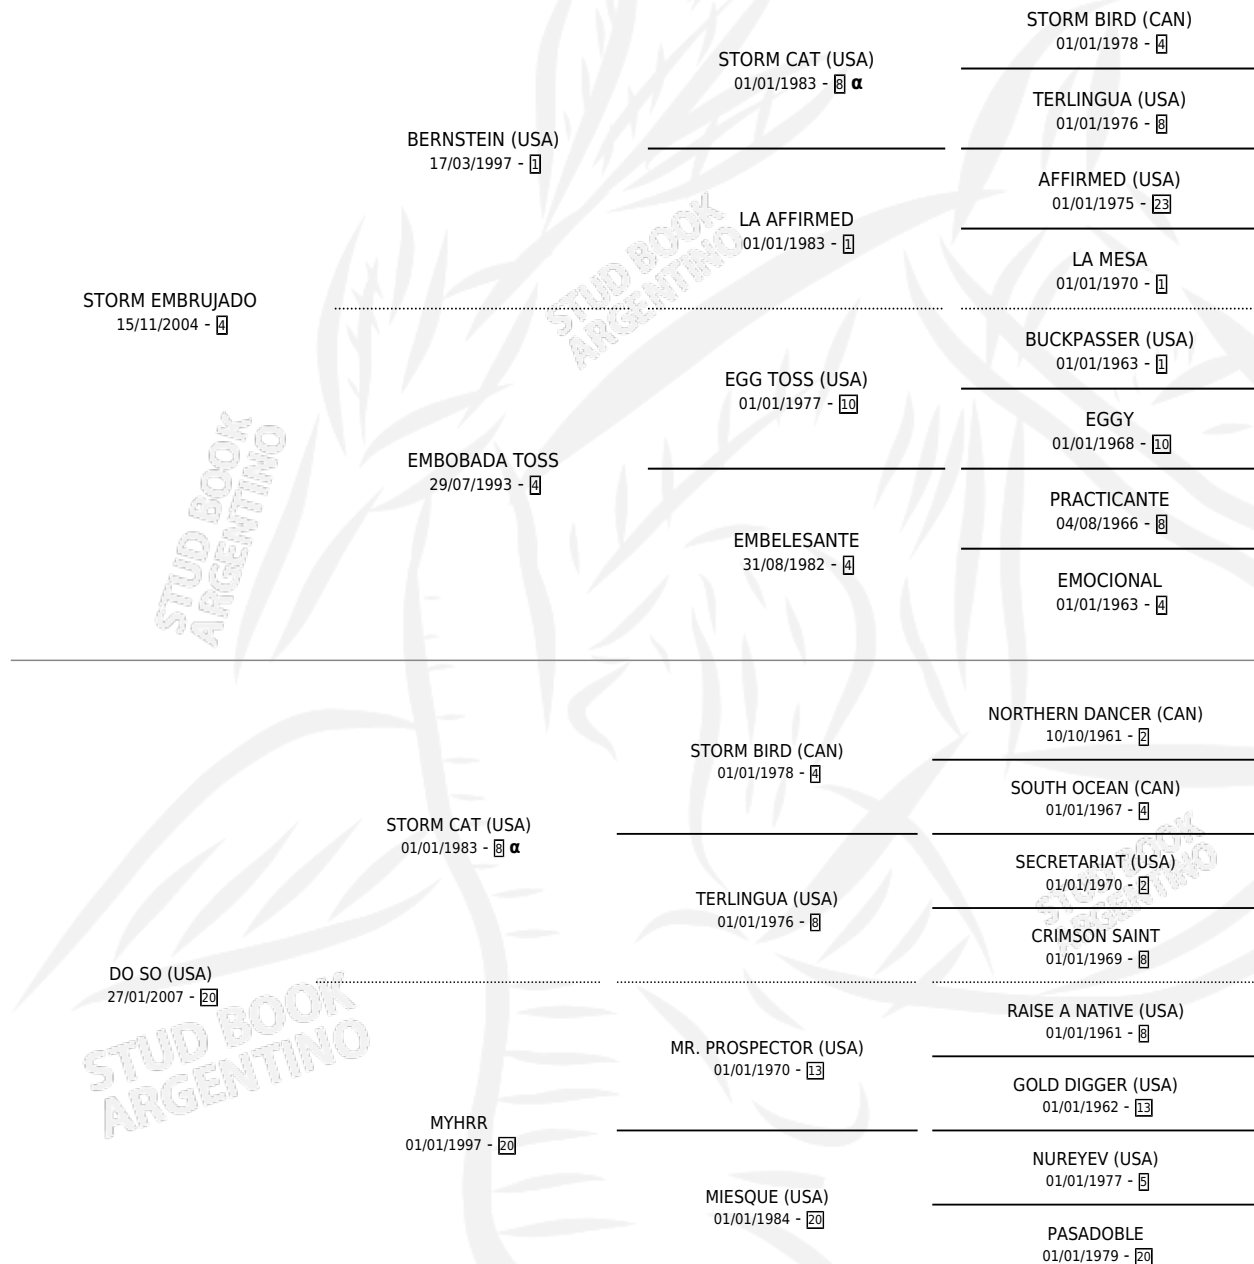 STORM BIRD (CAN)
01/01/1978 - 4
STORM CAT (USA)
01/01/1983 - 8 α
TERLINGUA (USA)
01/01/1976 - 8
BERNSTEIN (USA)
17/03/1997 - 1
AFFIRMED (USA)
01/01/1975 - 23
LA AFFIRMED
01/01/1983 - 1
LA MESA
01/01/1970 - 1
STORM EMBRUJADO
15/11/2004 - 4
BUCKPASSER (USA)
01/01/1963 - 1
EGG TOSS (USA)
01/01/1977 - 10
EGGY
01/01/1968 - 10
EMBOBADA TOSS
29/07/1993 - 4
PRACTICANTE
04/08/1966 - 8
EMBELESANTE
31/08/1982 - 4
EMOCIONAL
01/01/1963 - 4
STUD BOOK
ARGENTINO
STUD BOOK
ARGENTINO
NORTHERN DANCER (CAN)
10/10/1961 - 2
STORM BIRD (CAN)
01/01/1978 - 4
SOUTH OCEAN (CAN)
01/01/1967 - 4
STORM CAT (USA)
01/01/1983 - 8 α
SECRETARIAT (USA)
01/01/1970 - 2
TERLINGUA (USA)
01/01/1976 - 8
CRIMSON SAINT
01/01/1969 - 8
DO SO (USA)
27/01/2007 - 20
RAISE A NATIVE (USA)
01/01/1961 - 8
MR. PROSPECTOR (USA)
01/01/1970 - 13
GOLD DIGGER (USA)
01/01/1962 - 13
MYHRR
01/01/1997 - 20
NUREYEV (USA)
01/01/1977 - 5
MIESQUE (USA)
01/01/1984 - 20
PASADOBLE
01/01/1979 - 20
STUD BOOK
ARGENTINO
STUD BOOK
ARGENTINO